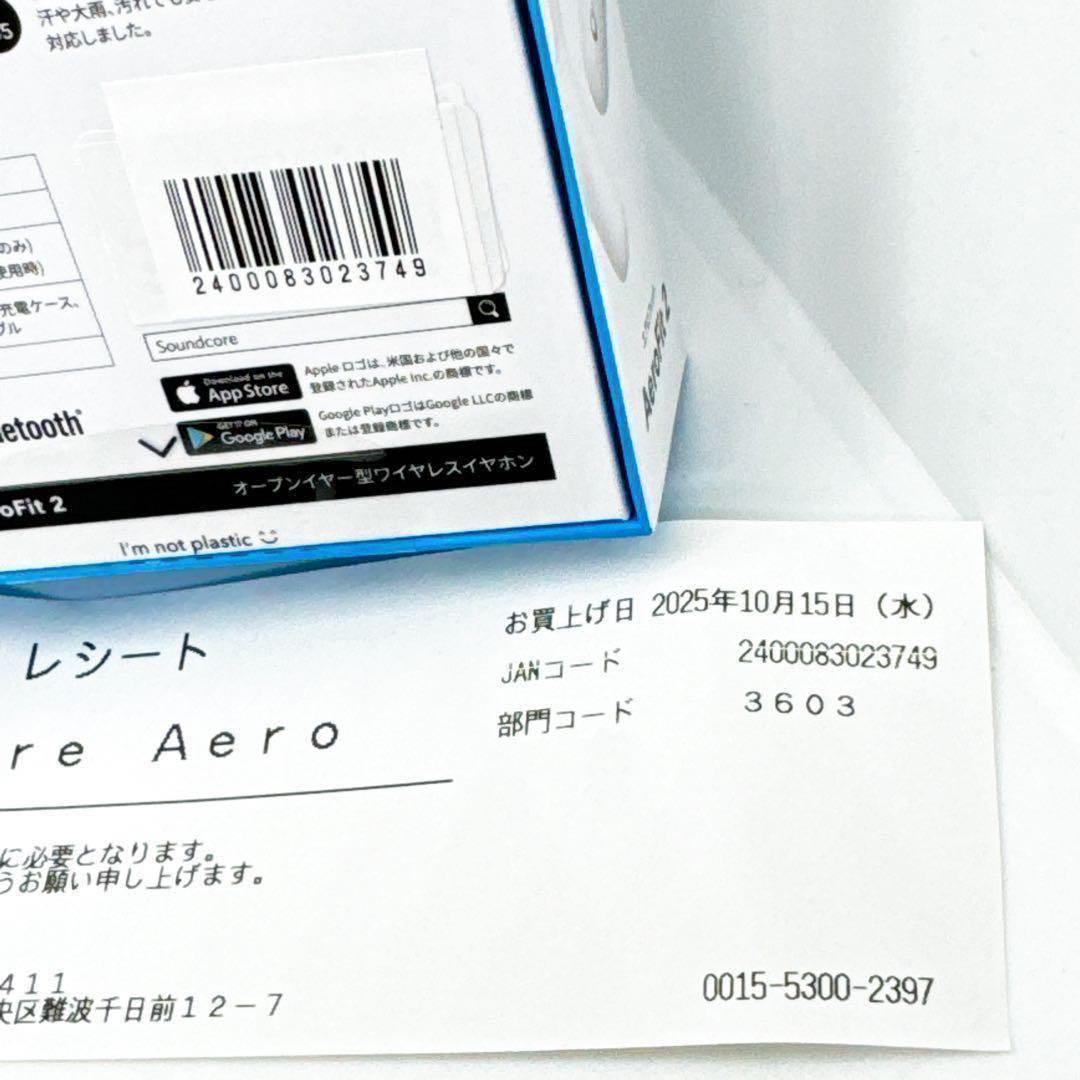 55
汗や大雨、汚れても
対応しました。
2400083023749
のみ)
使用時)
充電ケース、
ブル
Soundcore
Download on the
App Store
Apple ロゴは、米国および他の国々で
登録されたApple Inc.の商標です。
GET IT ON
Google Play
Google PlayロゴはGoogle LLCの商標
または登録商標です。
etooth
oFit 2
オープンイヤー型ワイヤレスイヤホン
I'm not plastic
AeroFit 2
レシート
re Aero
お買上げ日 2025年10月15日（水）
JANコード 2400083023749
部門コード 3603
に必要となります。
うお願い申し上げます。
411
央区難波千日前12-7
0015-5300-2397